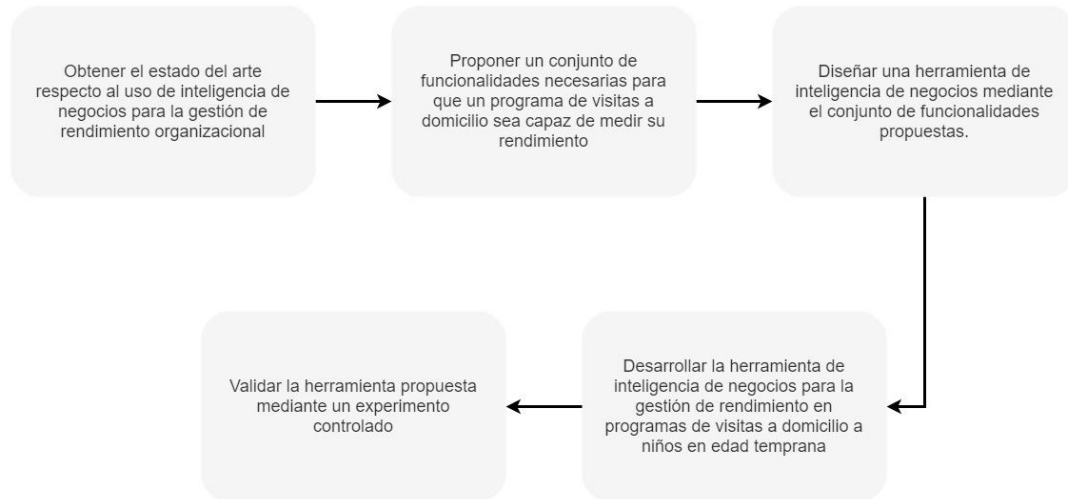 Obtener el estado del arte
respecto al uso de inteligencia de
negocios para la gestión de
rendimiento organizacional
Proponer un conjunto de
funcionalidades necesarias para
que un programa de visitas a
domicilio sea capaz de medir su
rendimiento
Diseñar una herramienta de
inteligencia de negocios mediante
el conjunto de funcionalidades
propuestas.
Desarrollar la herramienta de
inteligencia de negocios para la
gestión de rendimiento en
programas de visitas a domicilio a
niños en edad temprana
Validar la herramienta propuesta
mediante un experimento
controlado